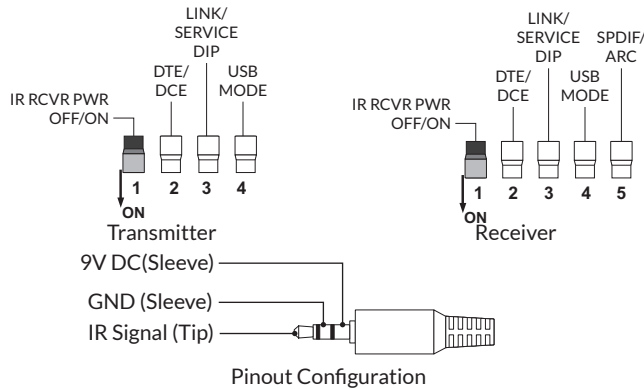 LINK/
SERVICE
DIP
DTE/
DCE
USB
MODE
IR RCVR PWR
OFF/ON
1 2 3 4
ON
Transmitter
LINK/
SERVICE
DIP
SPDIF/
ARC
DTE/
DCE
USB
MODE
IR RCVR PWR
OFF/ON
1 2 3 4 5
ON
Receiver
9V DC(Sleeve)
GND (Sleeve)
IR Signal (Tip)
Pinout Configuration